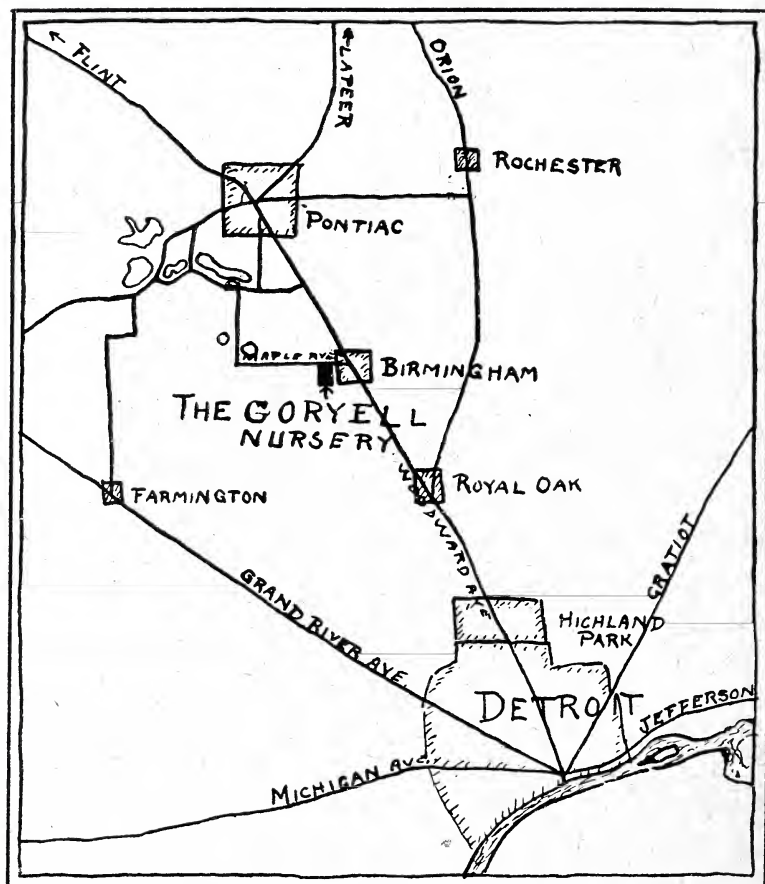 ← FLINT
← LAPEER
ORION
ROCHESTER
PONTIAC
MAPLE AVE
BIRMINGHAM
THE GORYELL
NURSERY
FARMINGTON
ROYAL OAK
WOODWARD AVE
GRATIOT
GRAND RIVER AVE.
HIGHLAND
PARK
DETROIT
JEFFERSON
MICHIGAN AVE.